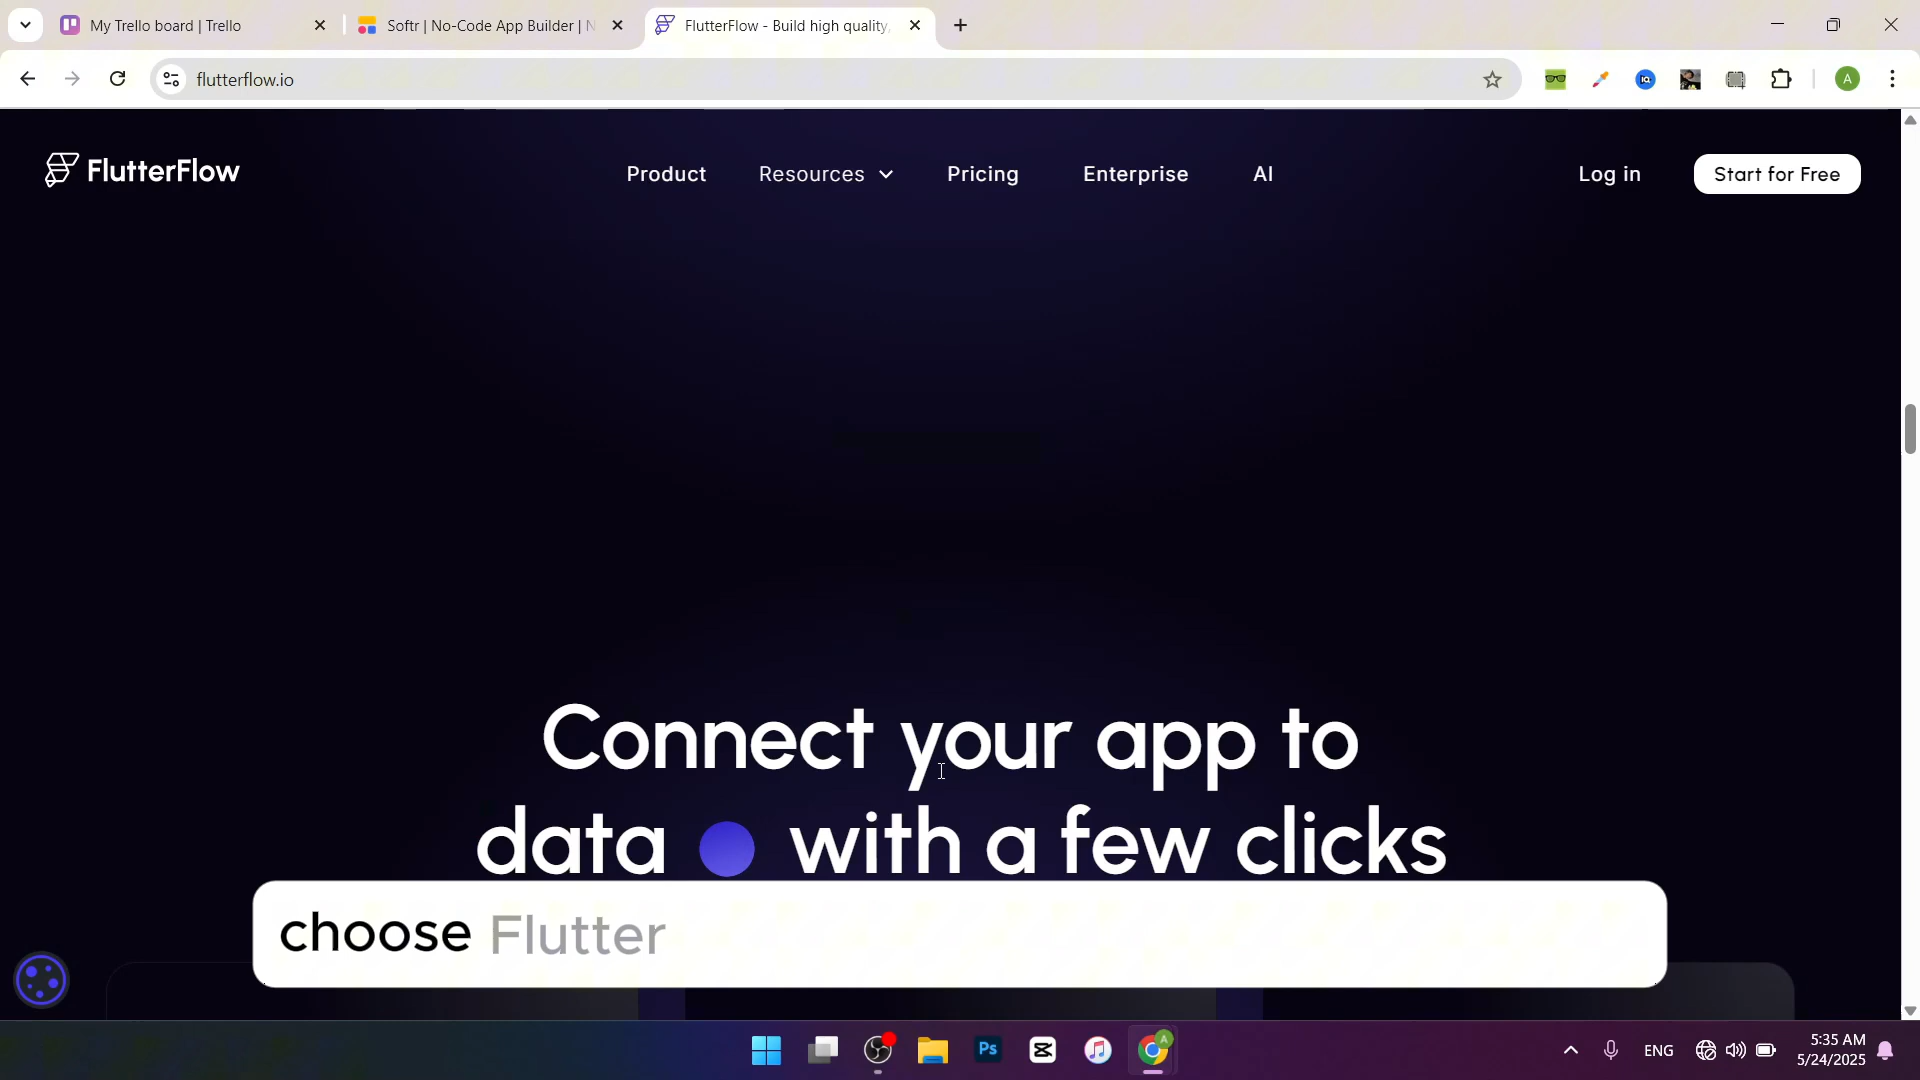 My Trello board | Trello
Softr | No-Code App Builder | N
FlutterFlow - Build high quality,
flutterflow.io
A
FlutterFlow
Product
Resources
Pricing
Enterprise
AI
Log in
Start for Free
Connect your app to
data with a few clicks
choose Flutter
Ps
A
ENG
5:35 AM
5/24/2025